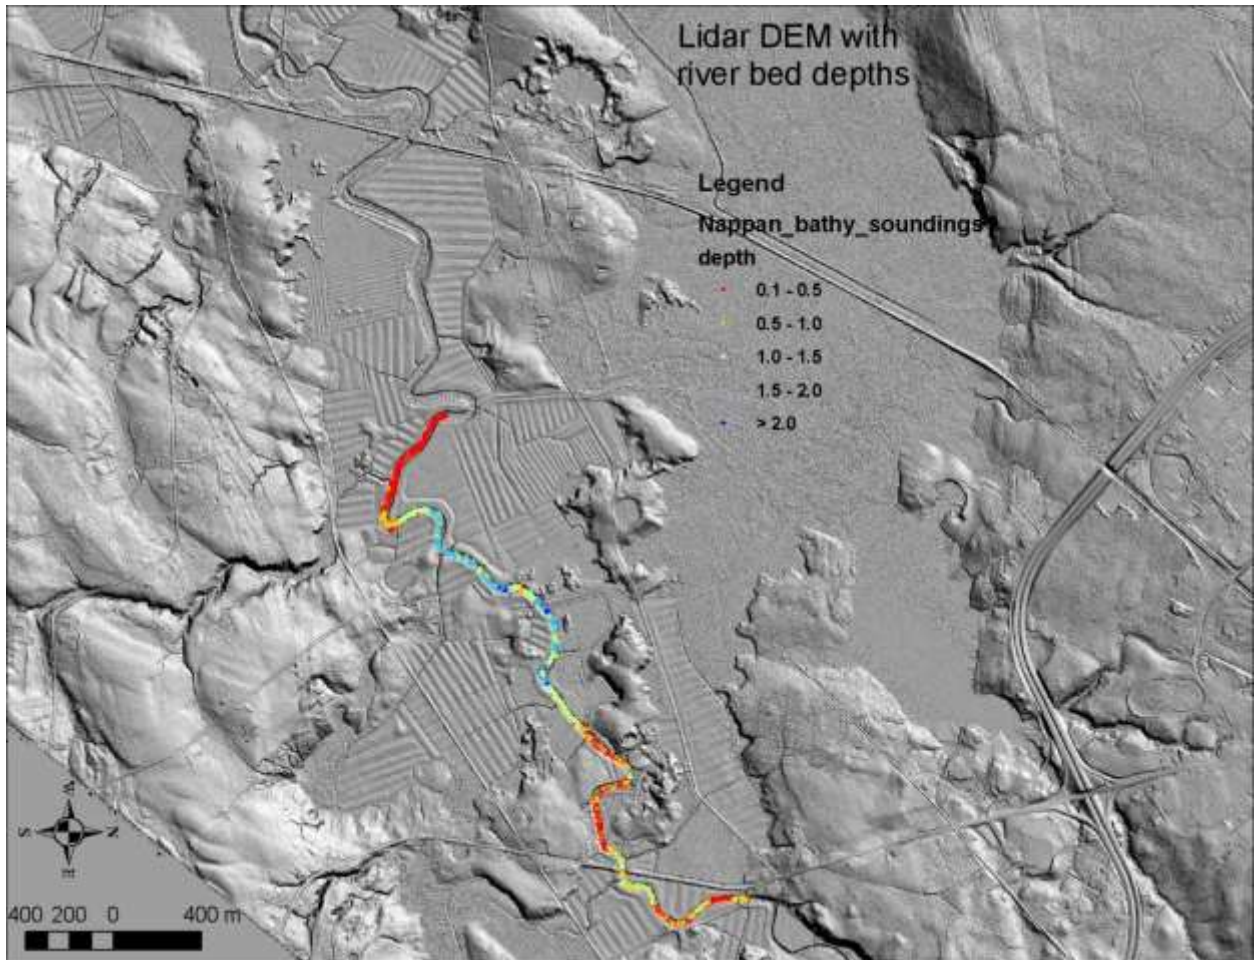 Lidar DEM with
river bed depths
Legend
Nappan_bathy_soundings
depth
0.1 - 0.5
0.5 - 1.0
1.0 - 1.5
1.5 - 2.0
> 2.0
W
S N
E
400 200 0 400 m